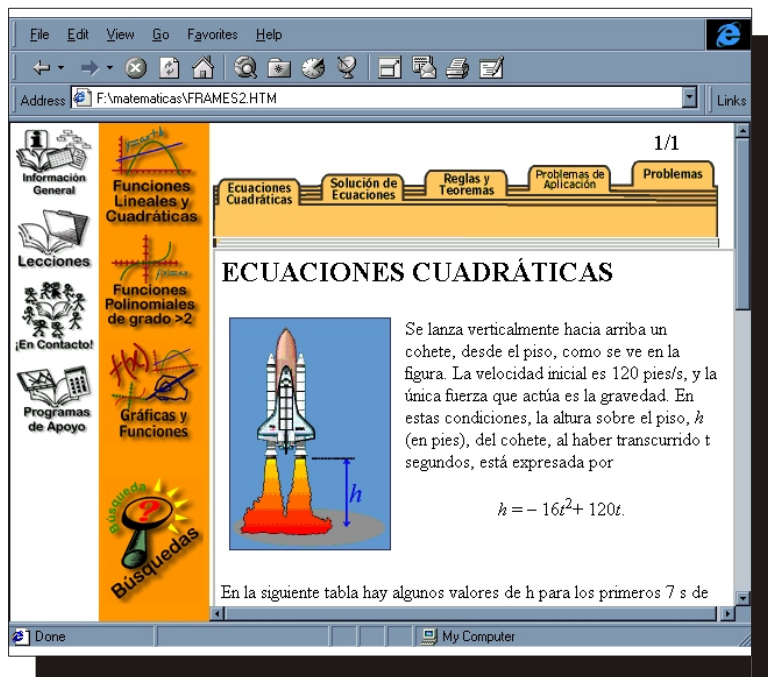 File Edit View Go Favorites Help
Address F:\matematicas\FRAMES2.HTM Links
Información
General
Lecciones
¡En Contacto!
Programas
de Apoyo
Funciones
Lineales y
Cuadráticas
Funciones
Polinomiales
de grado >2
f(x)
Gráficas y
Funciones
Búsqueda
?
Búsquedas
1/1
Ecuaciones
Cuadráticas
Solución de
Ecuaciones
Reglas y
Teoremas
Problemas de
Aplicación
Problemas
ECUACIONES CUADRÁTICAS
h
Se lanza verticalmente hacia arriba un
cohete, desde el piso, como se ve en la
figura. La velocidad inicial es 120 pies/s, y la
única fuerza que actúa es la gravedad. En
estas condiciones, la altura sobre el piso, h
(en pies), del cohete, al haber transcurrido t
segundos, está expresada por
h = – 16t²+ 120t.
En la siguiente tabla hay algunos valores de h para los primeros 7 s de
Done My Computer